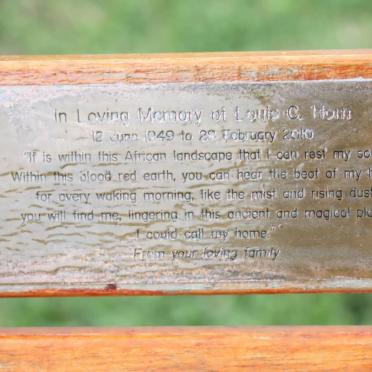 In Loving Memory of Louis C. Horn
12 June 1949 to 28 February 2010
"It is within this African landscape that I can rest my
Within this blood red earth, you can hear the beat of my
for every waking morning, like the mist and rising dust
you will find me, lingering in this ancient and magical
I could call my home."
From your loving family